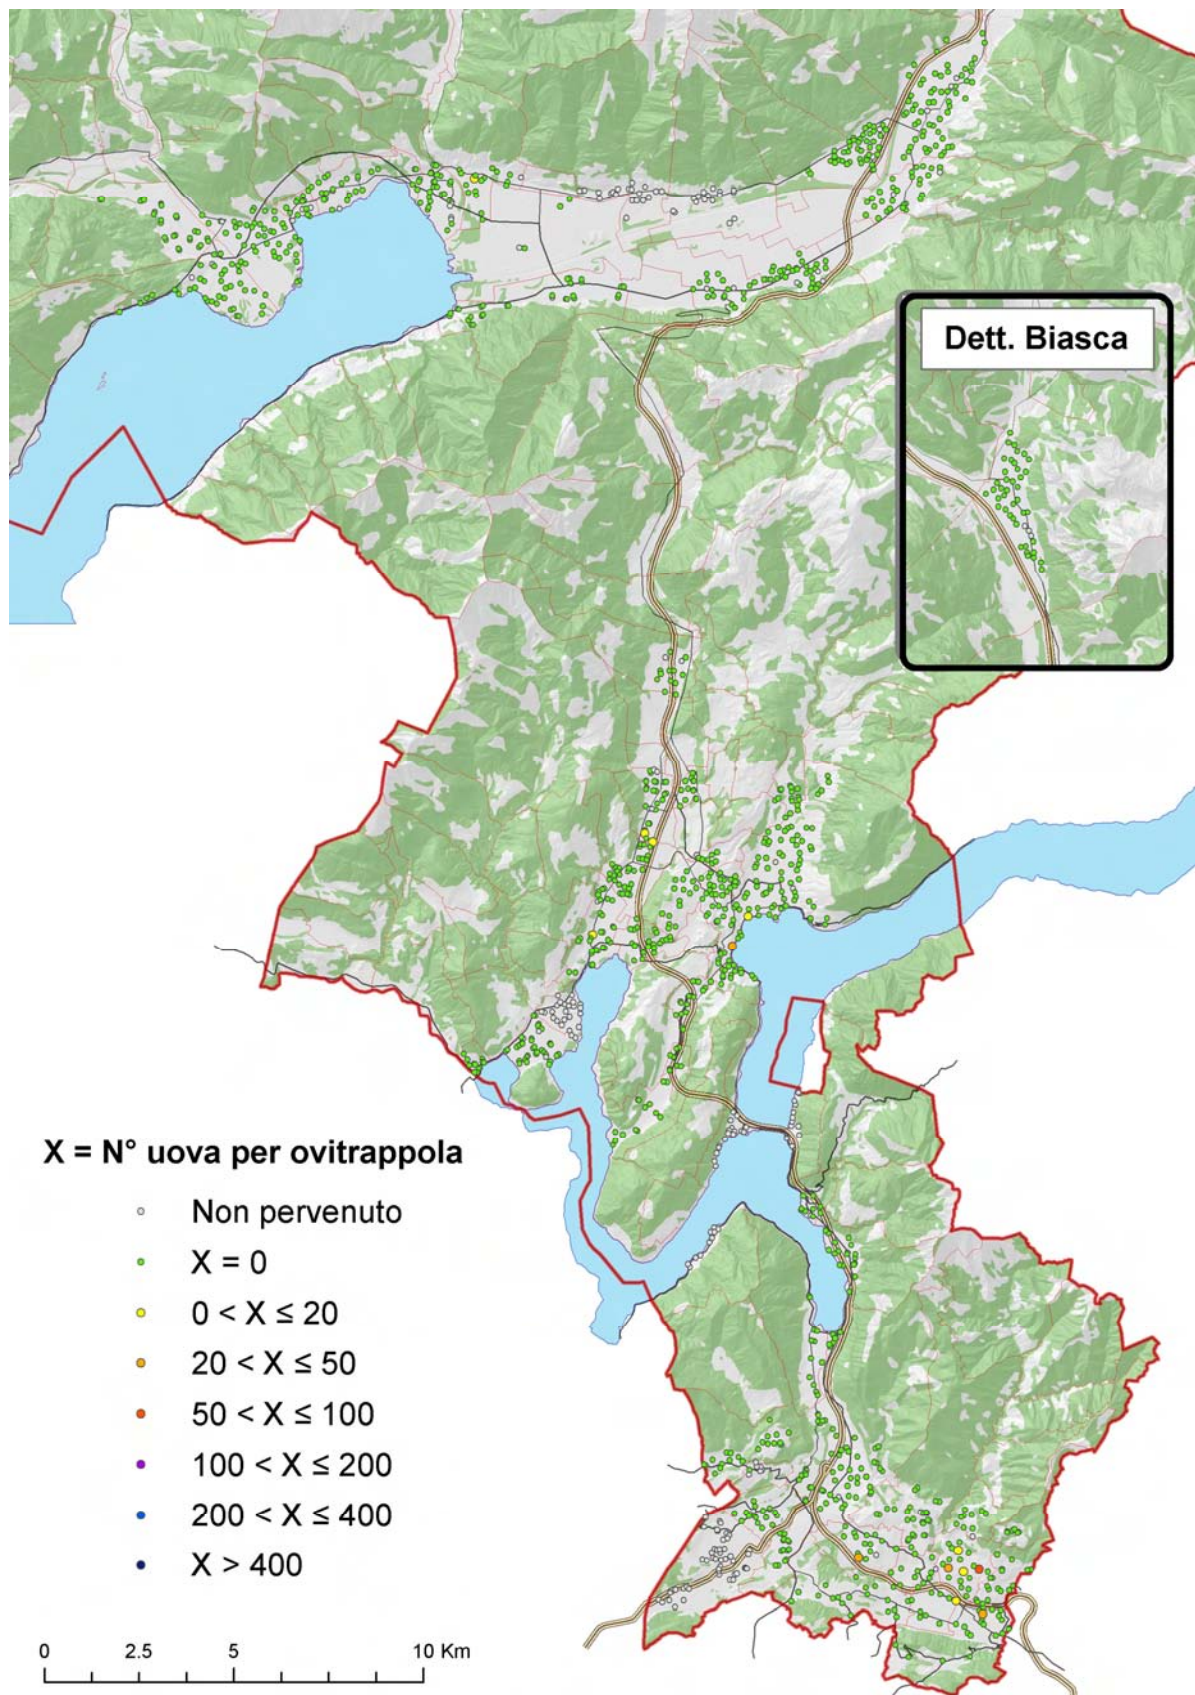 Dett. Biasca
X = N° uova per ovitrappola
Non pervenuto
X = 0
0 < X ≤ 20
20 < X ≤ 50
50 < X ≤ 100
100 < X ≤ 200
200 < X ≤ 400
X > 400
0 2.5 5 10 Km